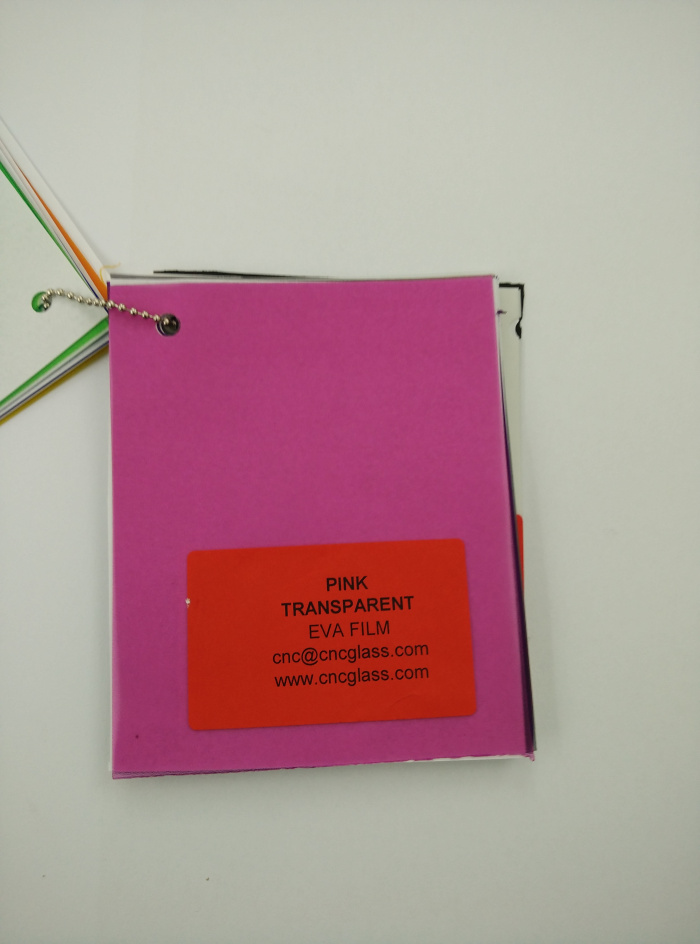 PINK
TRANSPARENT
EVA FILM
cnc@cncglass.com
www.cncglass.com